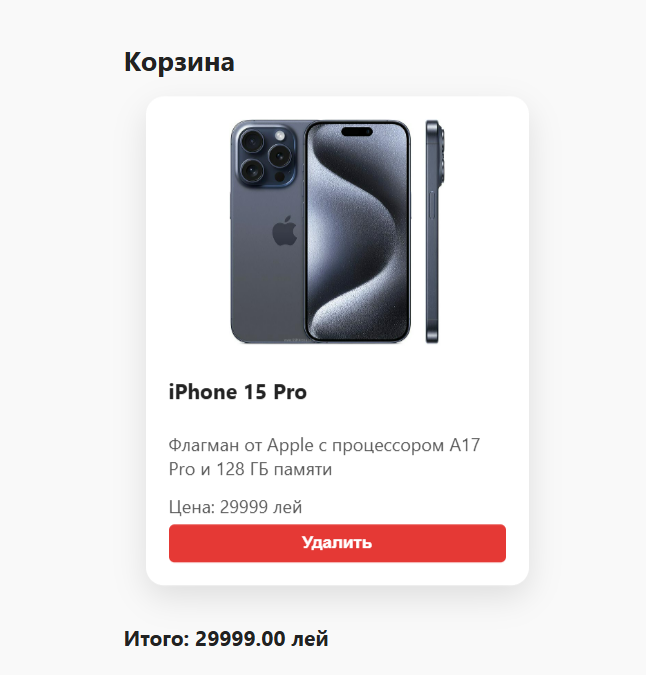 Корзина
iPhone 15 Pro
Флагман от Apple с процессором A17
Pro и 128 ГБ памяти
Цена: 29999 лей
Удалить
Итого: 29999.00 лей